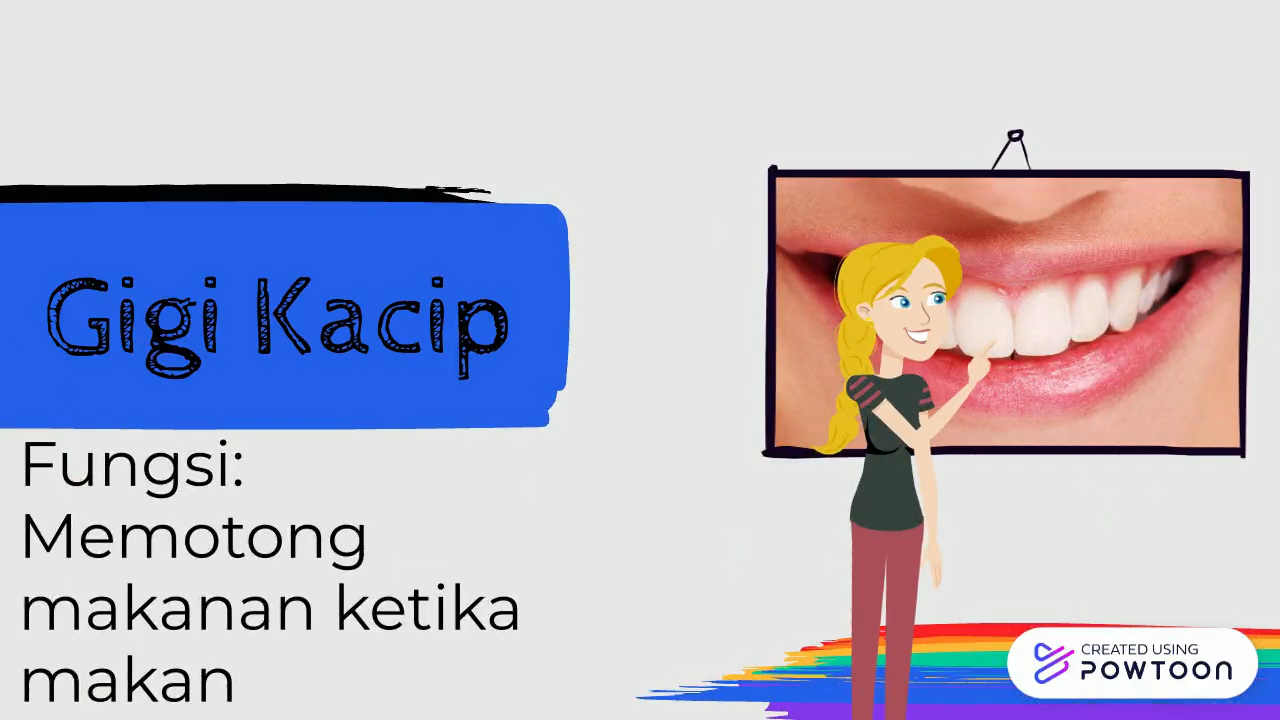 Gigi Kacip
Fungsi:
Memotong
makanan ketika
makan
CREATED USING
POWTOON